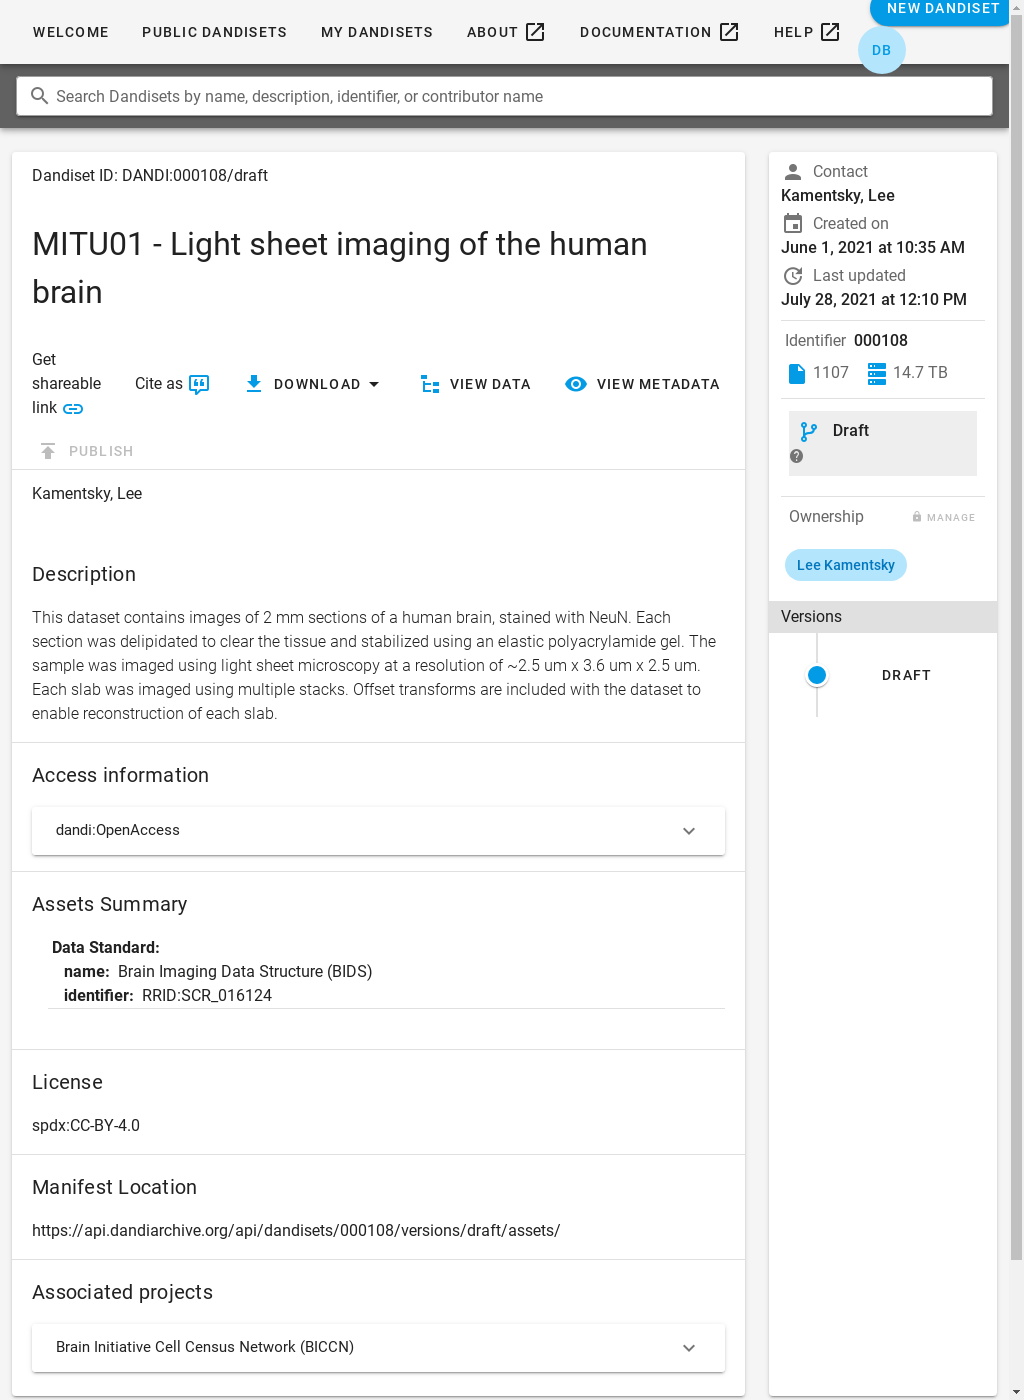 WELCOME PUBLIC DANDISETS MY DANDISETS ABOUT DOCUMENTATION HELP NEW DANDISET
DB
Search Dandisets by name, description, identifier, or contributor name
Dandiset ID: DANDI:000108/draft
MITU01 - Light sheet imaging of the human
brain
Get
shareable
link
Cite as
DOWNLOAD
VIEW DATA
VIEW METADATA
PUBLISH
Kamentsky, Lee
Description
This dataset contains images of 2 mm sections of a human brain, stained with NeuN. Each
section was delipidated to clear the tissue and stabilized using an elastic polyacrylamide gel. The
sample was imaged using light sheet microscopy at a resolution of ~2.5 um x 3.6 um x 2.5 um.
Each slab was imaged using multiple stacks. Offset transforms are included with the dataset to
enable reconstruction of each slab.
Access information
dandi:OpenAccess
Assets Summary
Data Standard:
name: Brain Imaging Data Structure (BIDS)
identifier: RRID:SCR_016124
License
spdx:CC-BY-4.0
Manifest Location
https://api.dandiarchive.org/api/dandisets/000108/versions/draft/assets/
Associated projects
Brain Initiative Cell Census Network (BICCN)
Contact
Kamentsky, Lee
Created on
June 1, 2021 at 10:35 AM
Last updated
July 28, 2021 at 12:10 PM
Identifier 000108
1107 14.7 TB
Draft
Ownership MANAGE
Lee Kamentsky
Versions
DRAFT